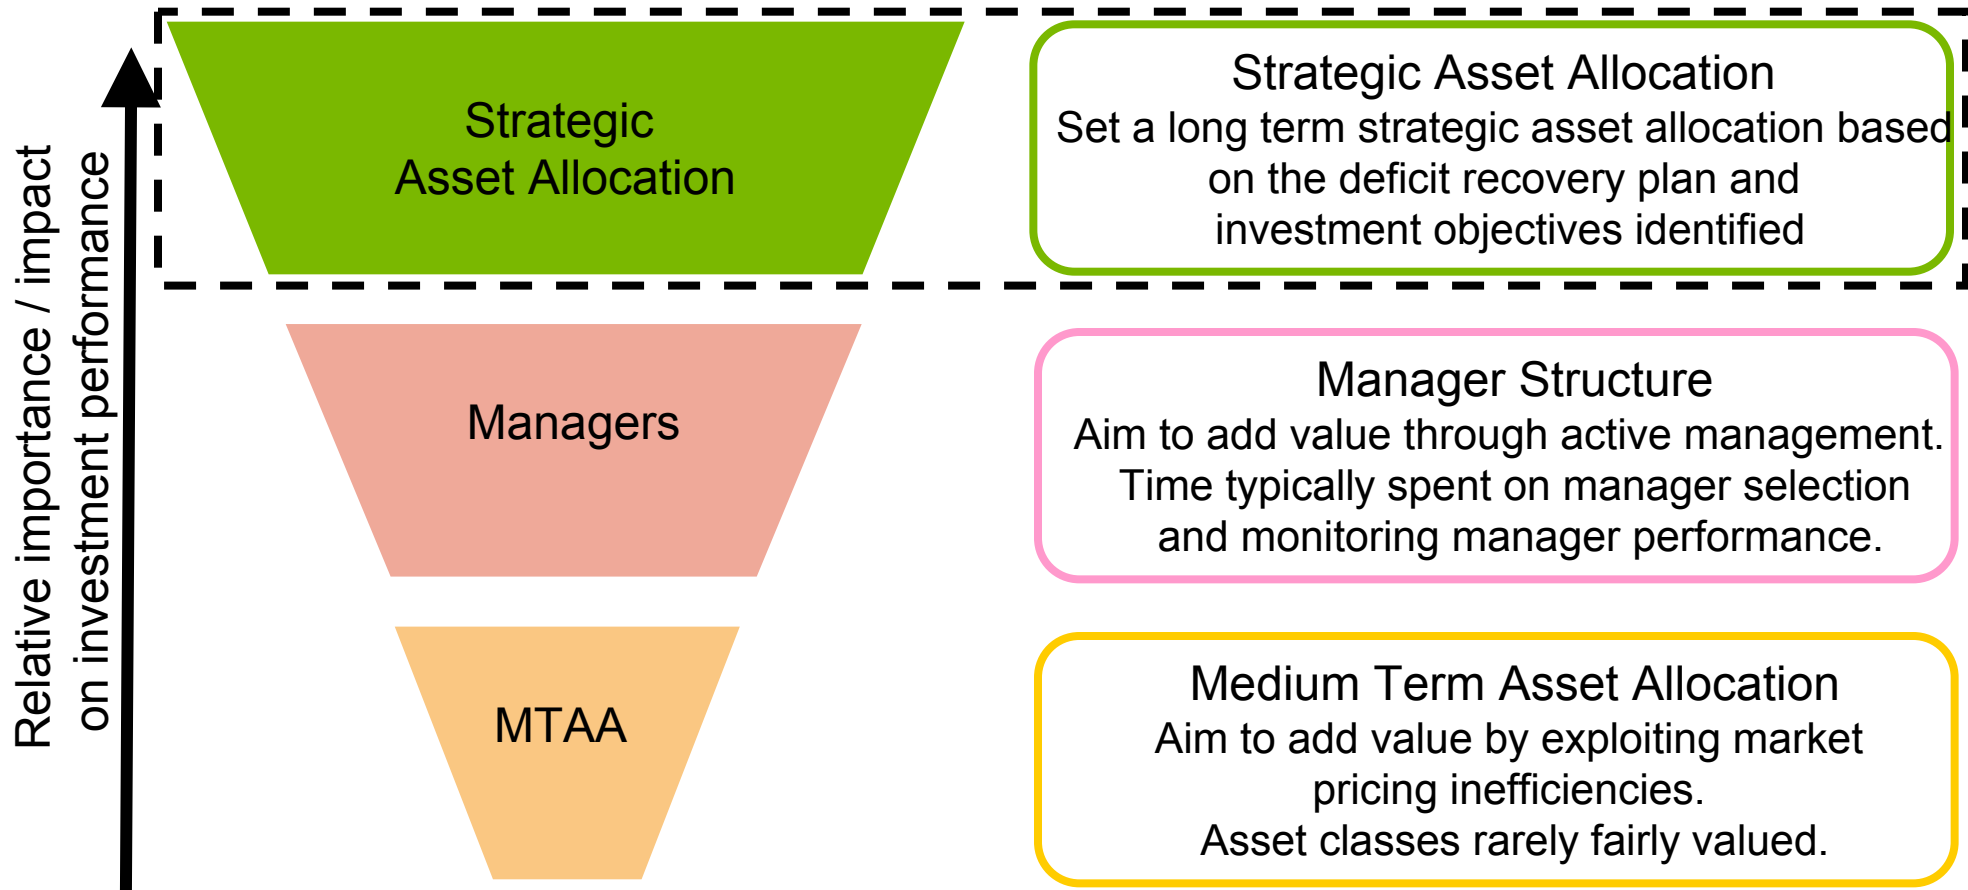 Relative importance / impact
on investment performance
Strategic
Asset Allocation
Strategic Asset Allocation
Set a long term strategic asset allocation based
on the deficit recovery plan and
investment objectives identified
Managers
Manager Structure
Aim to add value through active management.
Time typically spent on manager selection
and monitoring manager performance.
MTAA
Medium Term Asset Allocation
Aim to add value by exploiting market
pricing inefficiencies.
Asset classes rarely fairly valued.